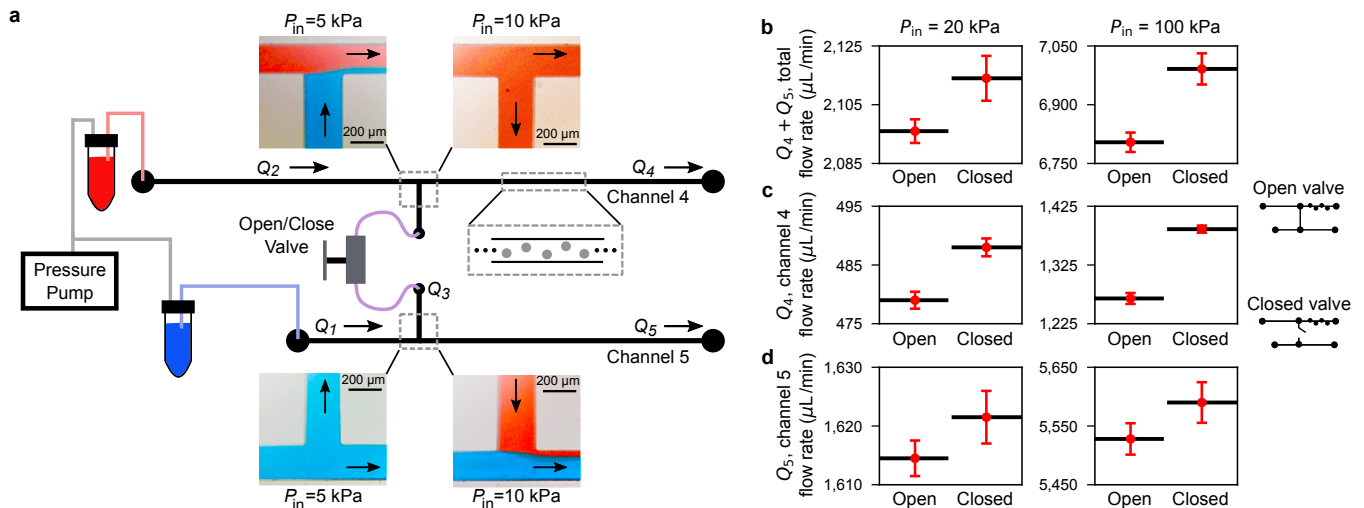 a
P_in=5 kPa
P_in=10 kPa
200 µm
200 µm
Q_2
Q_4
Channel 4
Open/Close
Valve
Pressure
Pump
Q_3
Q_1
Q_5
Channel 5
200 µm
200 µm
P_in=5 kPa
P_in=10 kPa
b
P_in = 20 kPa
P_in = 100 kPa
Q_4 + Q_5, total
flow rate (µL/min)
2,125
2,105
2,085
Open
Closed
7,050
6,900
6,750
Open
Closed
c
Q_4, channel 4
flow rate (µL/min)
495
485
475
Open
Closed
1,425
1,325
1,225
Open
Closed
Open valve
Closed valve
d
Q_5, channel 5
flow rate (µL/min)
1,630
1,620
1,610
Open
Closed
5,650
5,550
5,450
Open
Closed